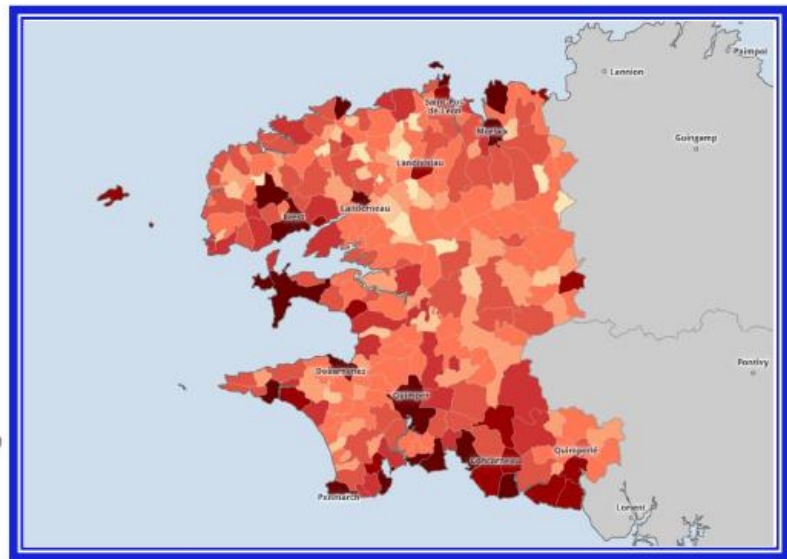 Paimpol
Lannion
Saint-Pol
de-Léon
Morlaix
Guingamp
Landivisiau
Landerneau
Brest
Pontivy
Douarnenez
Quimper
Quimperlé
Concarneau
Penmarch
Lorient